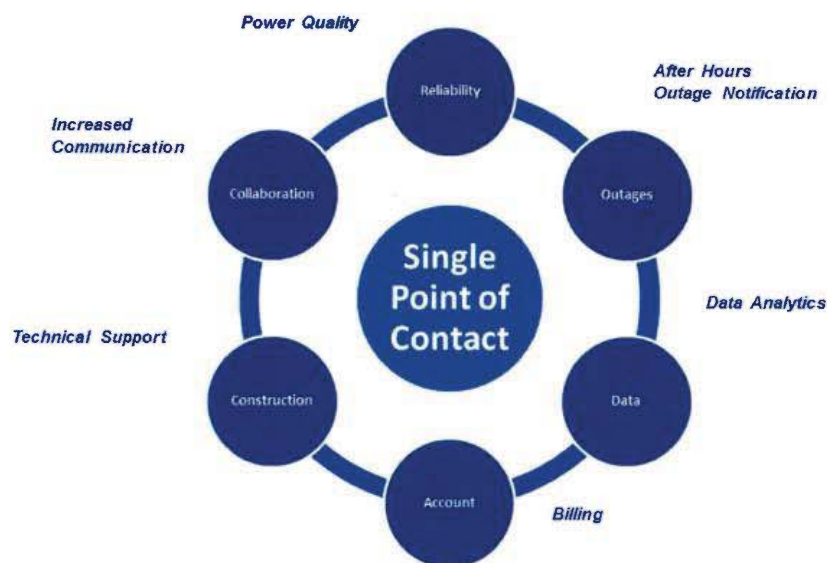 Power Quality
Reliability
After Hours
Outage Notification
Increased
Communication
Collaboration
Outages
Single
Point of
Contact
Data Analytics
Technical Support
Construction
Data
Account
Billing